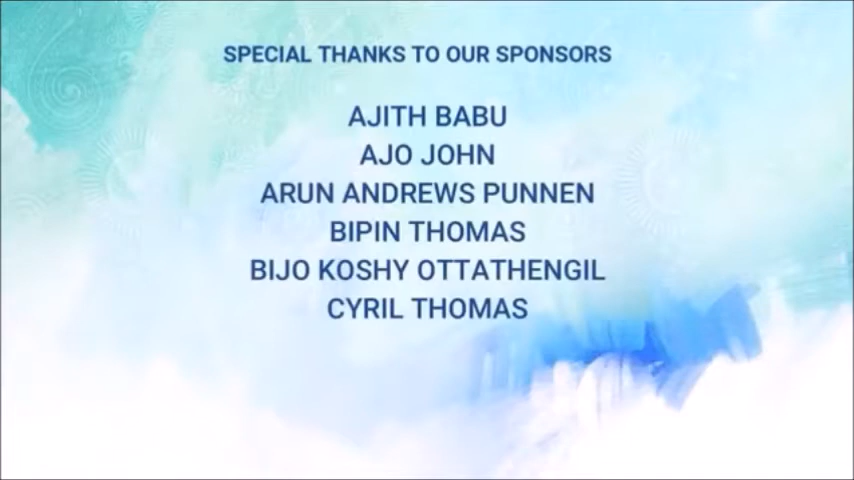 SPECIAL THANKS TO OUR SPONSORS
AJITH BABU
AJO JOHN
ARUN ANDREWS PUNNEN
BIPIN THOMAS
BIJO KOSHY OTTATHENGIL
CYRIL THOMAS